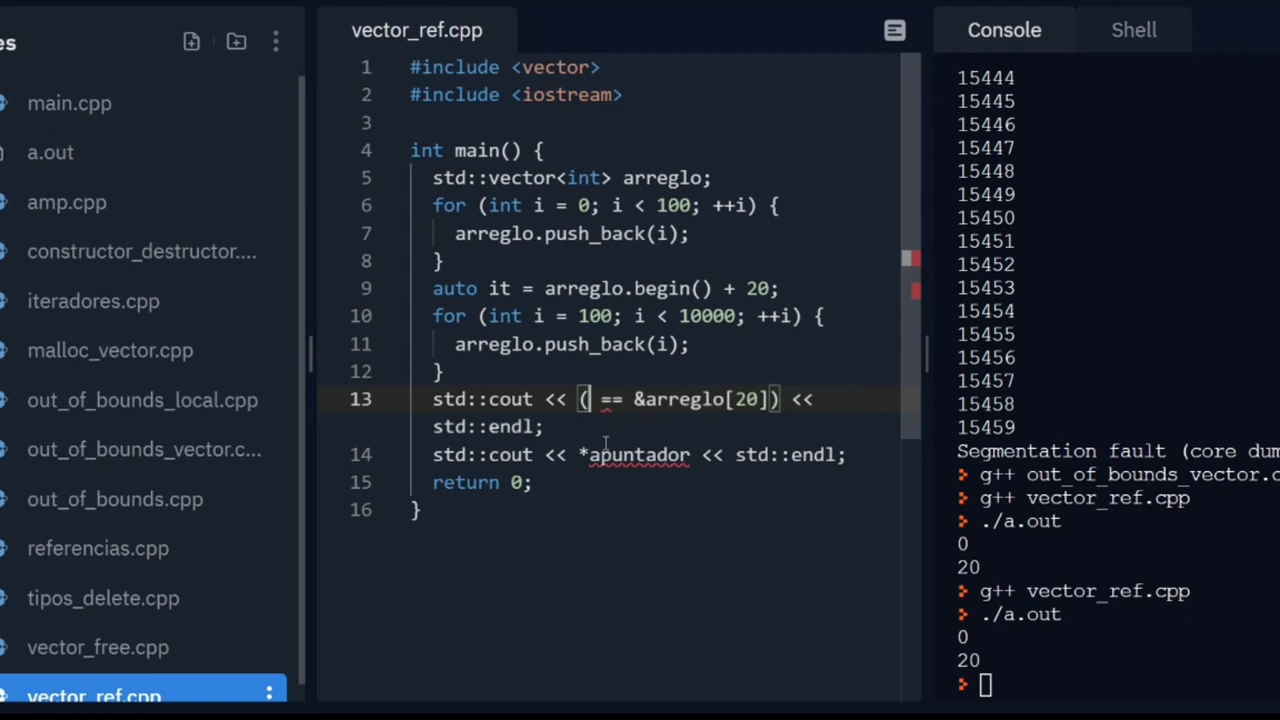 es
main.cpp
a.out
amp.cpp
constructor_destructor....
iteradores.cpp
malloc_vector.cpp
out_of_bounds_local.cpp
out_of_bounds_vector.c...
out_of_bounds.cpp
referencias.cpp
tipos_delete.cpp
vector_free.cpp
vector_ref.cpp
vector_ref.cpp
1 #include <vector>
2 #include <iostream>
3
4 int main() {
5 std::vector<int> arreglo;
6 for (int i = 0; i < 100; ++i) {
7 arreglo.push_back(i);
8 }
9 auto it = arreglo.begin() + 20;
10 for (int i = 100; i < 10000; ++i) {
11 arreglo.push_back(i);
12 }
13 std::cout << ( == &arreglo[20]) <<
std::endl;
14 std::cout << *apuntador << std::endl;
15 return 0;
16 }
Console Shell
15444
15445
15446
15447
15448
15449
15450
15451
15452
15453
15454
15455
15456
15457
15458
15459
Segmentation fault (core dum
g++ out_of_bounds_vector.c
g++ vector_ref.cpp
./a.out
0
20
g++ vector_ref.cpp
./a.out
0
20